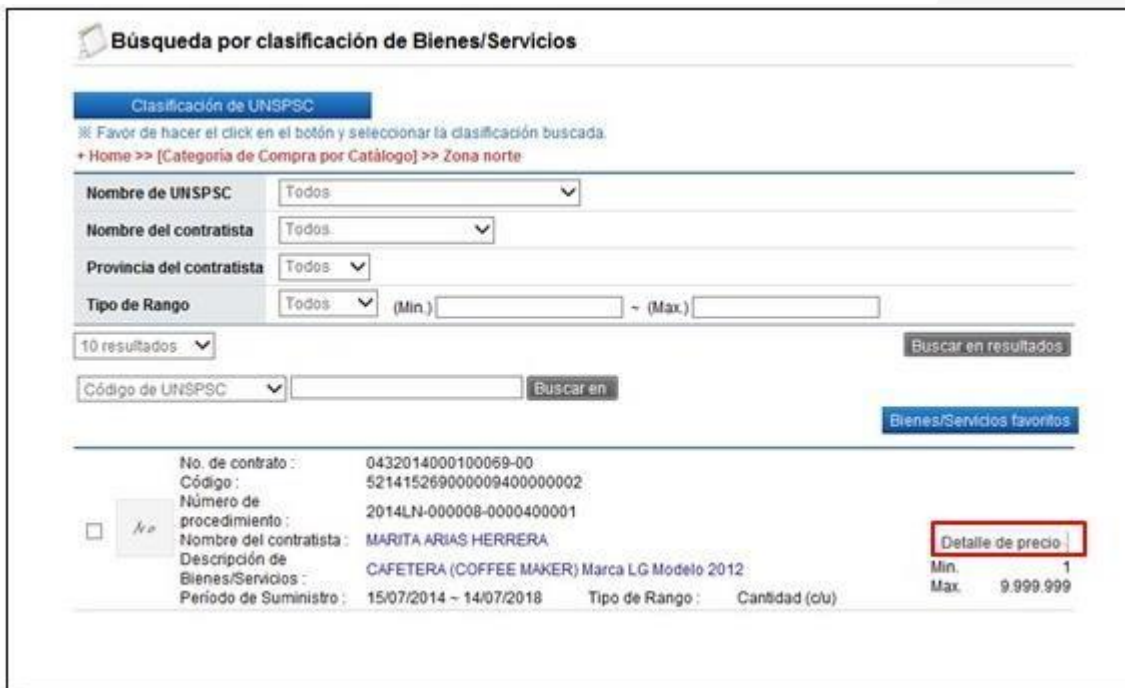 Búsqueda por clasificación de Bienes/Servicios
Clasificación de UNSPSC
※ Favor de hacer el click en el botón y seleccionar la clasificación buscada.
+ Home >> [Categoría de Compra por Catálogo] >> Zona norte
Nombre de UNSPSC Todos
Nombre del contratista Todos
Provincia del contratista Todos
Tipo de Rango Todos (Min.) ~ (Max.)
10 resultados Buscar en resultados
Código de UNSPSC Buscar en
Bienes/Servicios favoritos
No. de contrato : 0432014000100069-00
Código : 521415269000009400000002
Número de
procedimiento : 2014LN-000008-0000400001
Nombre del contratista : MARITA ARIAS HERRERA
Detalle de precio
Descripción de
Bienes/Servicios : CAFETERA (COFFEE MAKER) Marca LG Modelo 2012
Min. 1
Período de Suministro : 15/07/2014 ~ 14/07/2018 Tipo de Rango : Cantidad (c/u)
Max. 9.999.999